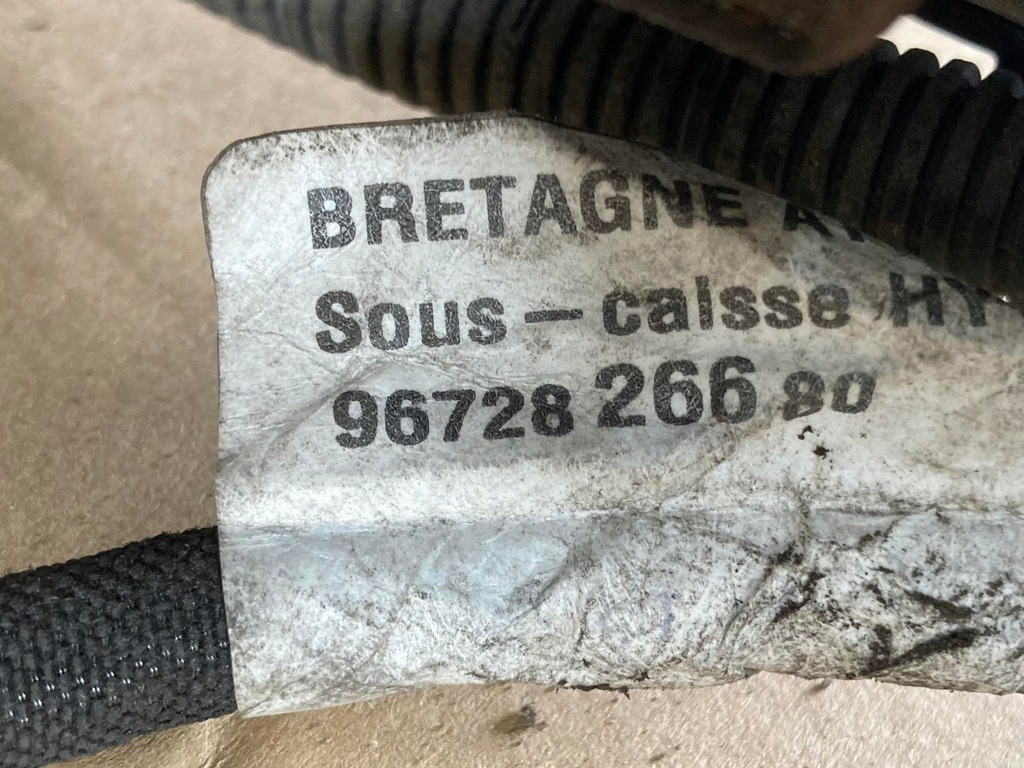 BRETAGNE
Sous - caisse HY
96728 266 80